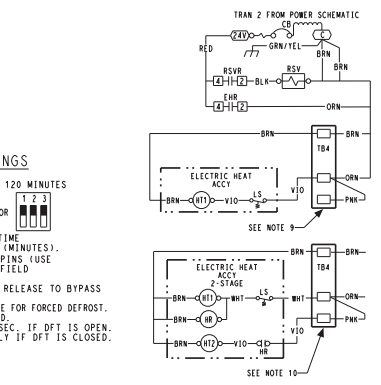 TRAN 2 FROM POWER SCHEMATIC
CB
24V
C
RED
GRN/YEL
BRN
BRN
RSVR
RSV
4 2 BLK
EHR
4 2
ORN
BRN
BRN
TB4
ELECTRIC HEAT
ACCY
BRN HT1 VIO LS
VIO
ORN
PNK
SEE NOTE 9
NGS
120 MINUTES
OR
1 2 3
TIME
(MINUTES).
PINS (USE
FIELD
RELEASE TO BYPASS
E FOR FORCED DEFROST.
D.
SEC. IF DFT IS OPEN.
LY IF DFT IS CLOSED.
BRN
BRN
TB4
ELECTRIC HEAT
ACCY
2-STAGE
BRN HT1 WHT LS
WHT
ORN
BRN HR
PNK
VIO
BRN HT2 VIO
HR
SEE NOTE 10